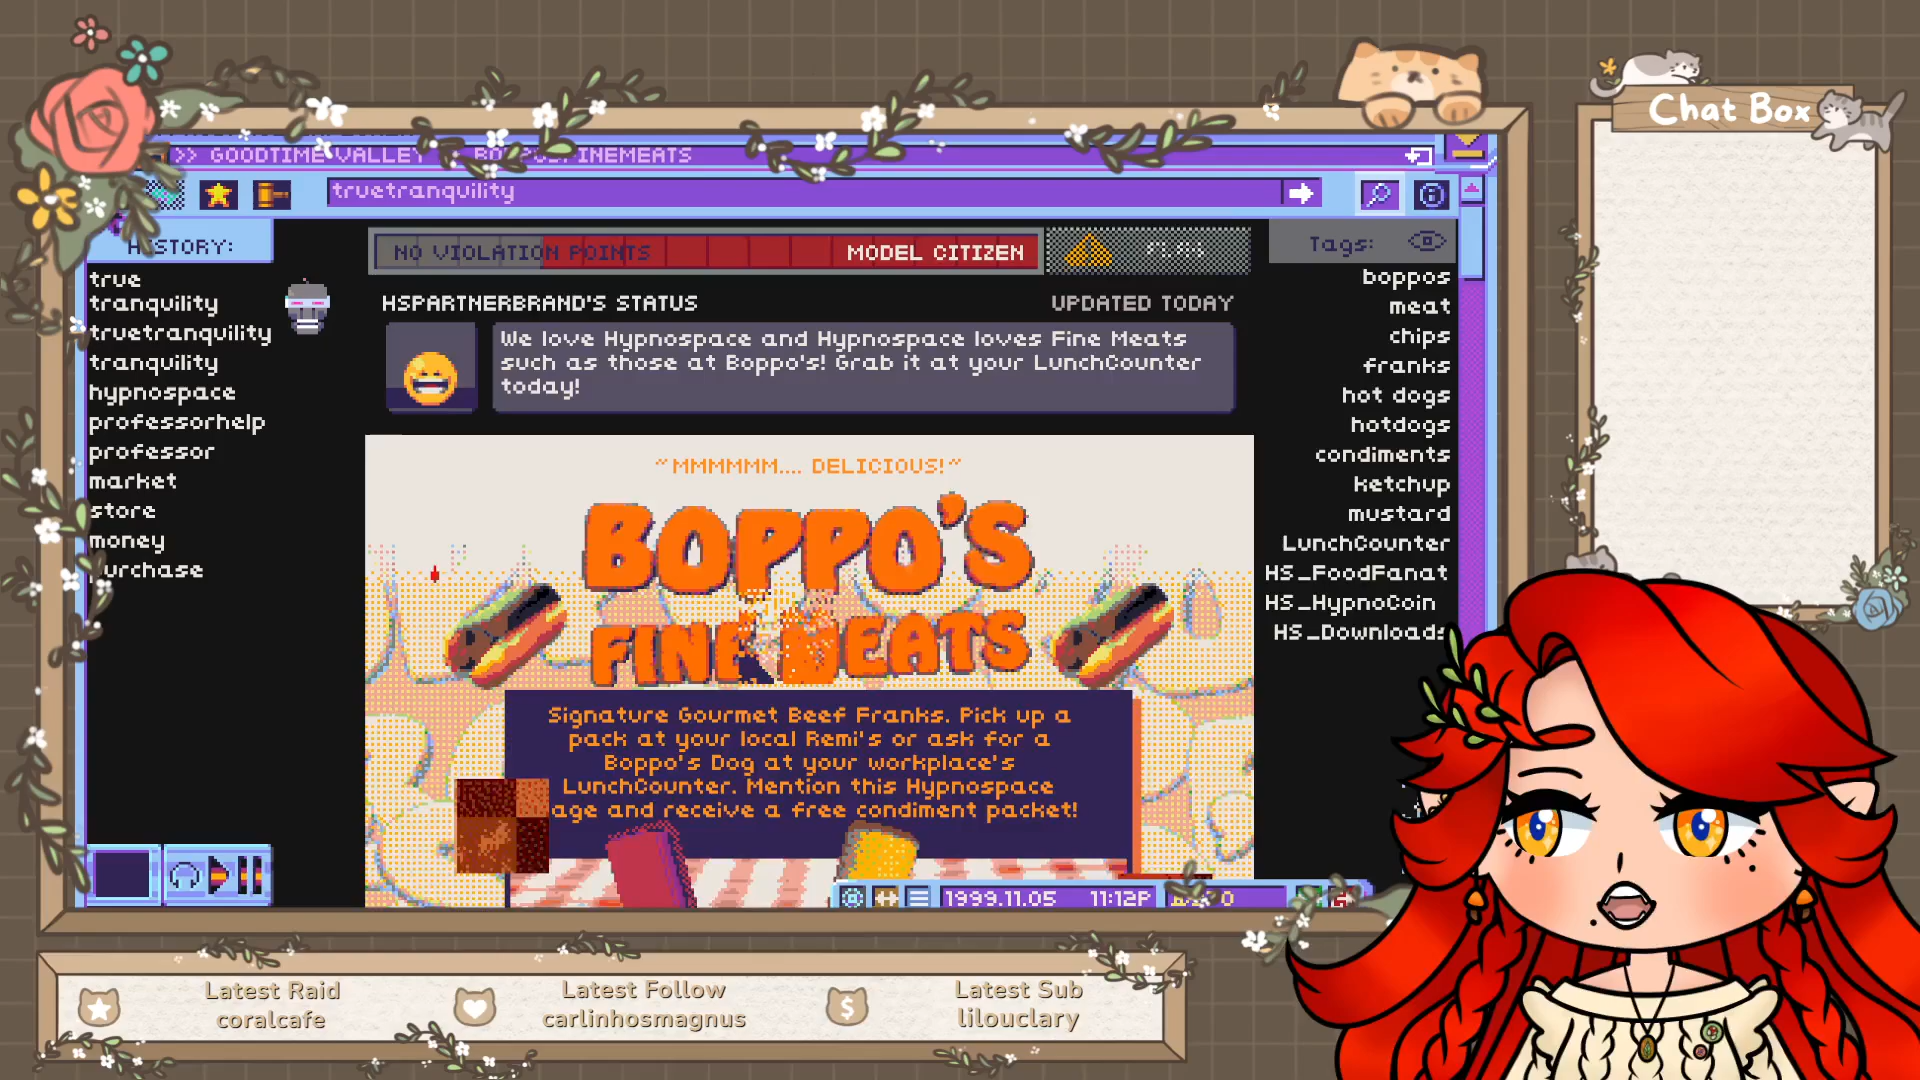 Chat Box
>> GOODTIME VALLEY
truetranquility
HISTORY:
true
tranquility
truetranquility
tranquility
hypnospace
professorhelp
professor
market
store
money
purchase
NO VIOLATION POINTS
MODEL CITIZEN
HSPARTNERBRAND'S STATUS
UPDATED TODAY
We love Hypnospace and Hypnospace loves Fine Meats
such as those at Boppo's! Grab it at your LunchCounter
today!
~MMMMMM.... DELICIOUS!~
BOPPO'S
FINE MEATS
Signature Gourmet Beef Franks. Pick up a
pack at your local Remi's or ask for a
Boppo's Dog at your workplace's
LunchCounter. Mention this Hypnospace
age and receive a free condiment packet!
Tags:
boppos
meat
chips
franks
hot dogs
hotdogs
condiments
ketchup
mustard
LunchCounter
HS_FoodFanat
HS_HypnoCoin
HS_Downloads
1999.11.05 11:12P
0
Latest Raid
coralcafe
Latest Follow
carlinhosmagnus
Latest Sub
lilouclary